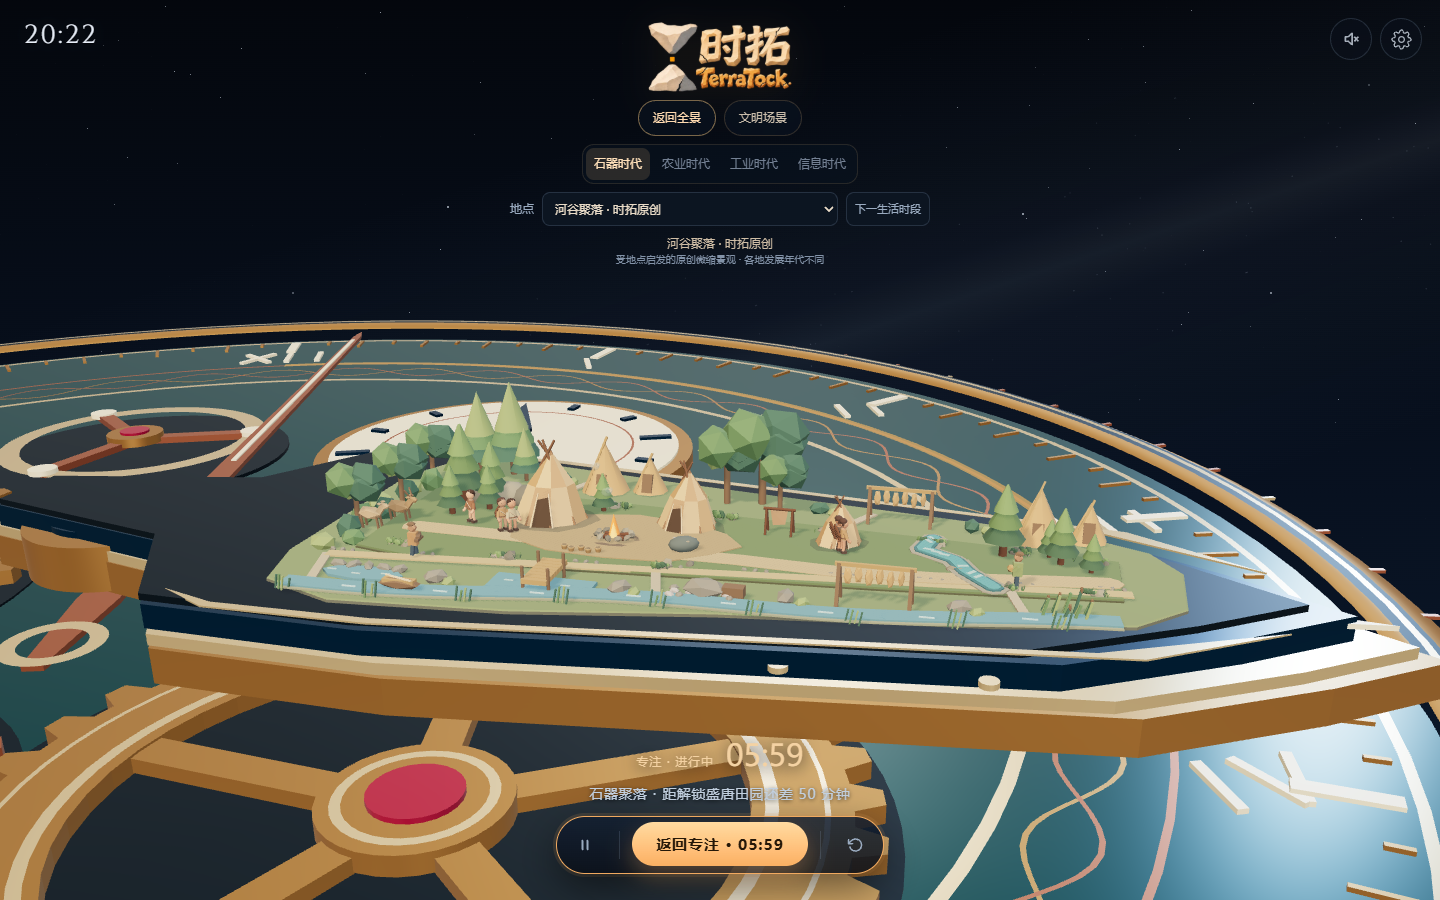 20:22
时拓
TerraTock.
返回全景
文明场景
石器时代
农业时代
工业时代
信息时代
地点
河谷聚落 · 时拓原创
下一生活时段
河谷聚落 · 时拓原创
受地点启发的原创微缩景观 · 各地发展年代不同
专注 · 进行中
05:59
石器聚落 · 距解锁盛唐田园还差 50 分钟
返回专注 • 05:59